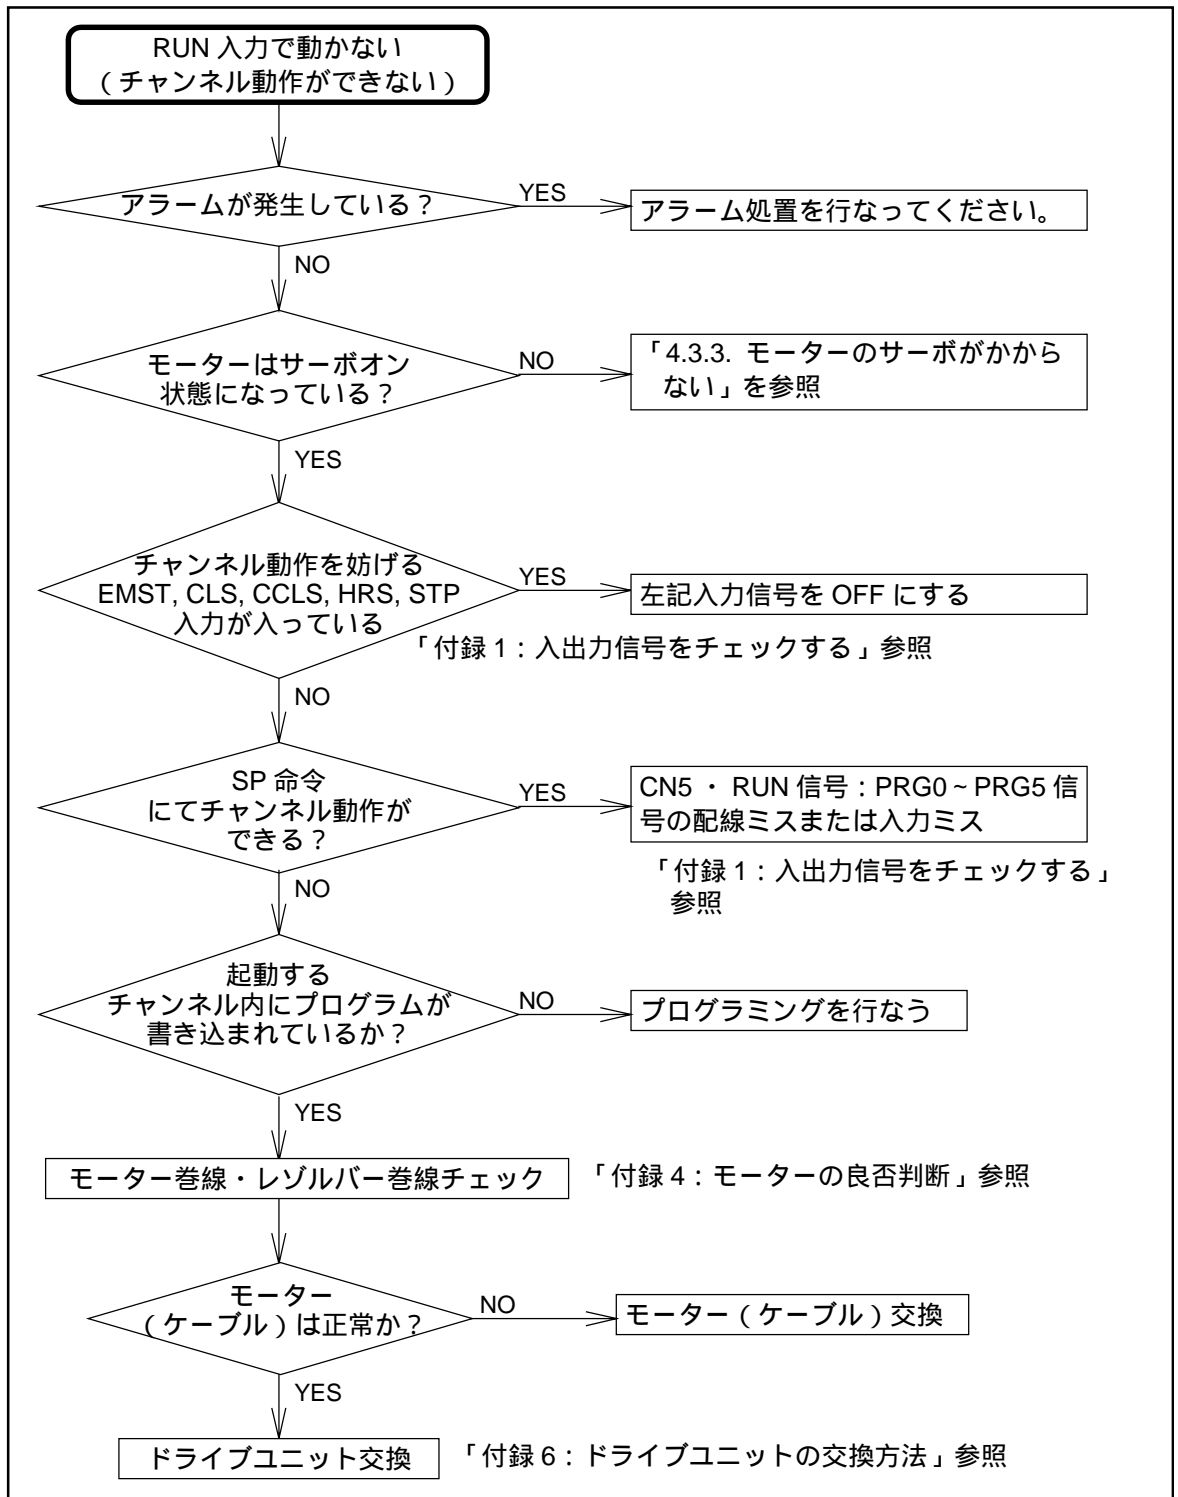 RUN 入力で動かない
（チャンネル動作ができない）
アラームが発生している？
YES
アラーム処置を行なってください。
NO
モーターはサーボオン
状態になっている？
NO
「4.3.3. モーターのサーボがかから
ない」を参照
YES
チャンネル動作を妨げる
EMST, CLS, CCLS, HRS, STP
入力が入っている
YES
左記入力信号を OFF にする
「付録 1：入出力信号をチェックする」参照
NO
SP 命令
にてチャンネル動作が
できる？
YES
CN5 ・ RUN 信号：PRG0 ~ PRG5 信
号の配線ミスまたは入力ミス
「付録 1：入出力信号をチェックする」
参照
NO
起動する
チャンネル内にプログラムが
書き込まれているか？
NO
プログラミングを行なう
YES
モーター巻線・レゾルバー巻線チェック
「付録 4：モーターの良否判断」参照
モーター
（ケーブル）は正常か？
NO
モーター（ケーブル）交換
YES
ドライブユニット交換
「付録 6：ドライブユニットの交換方法」参照